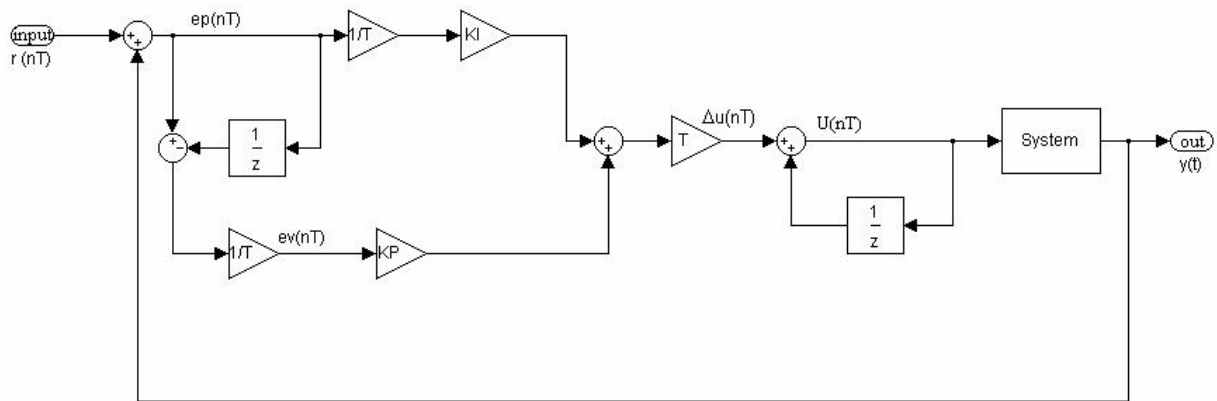 input
r (nT)
+
+
ep(nT)
1/T
KI
+
-
1
z
1/T
ev(nT)
KP
+
+
T
Δu(nT)
+
+
U(nT)
1
z
System
out
y(t)